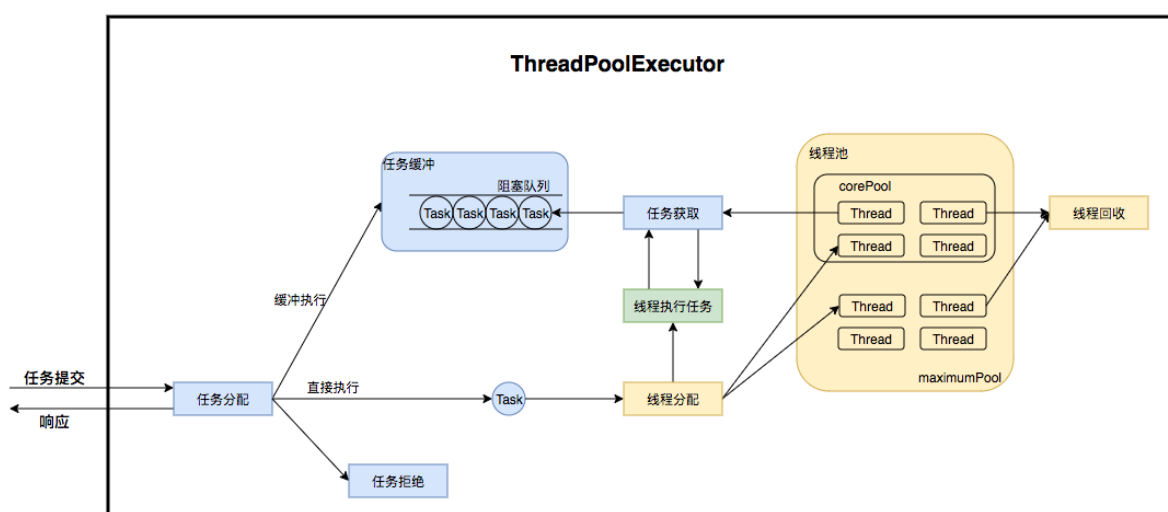 ThreadPoolExecutor
任务缓冲
阻塞队列
Task Task Task Task
线程池
corePool
Thread Thread
Thread Thread
Thread Thread
Thread Thread
maximumPool
任务获取
线程回收
缓冲执行
线程执行任务
任务提交
响应
任务分配
直接执行
Task
线程分配
任务拒绝